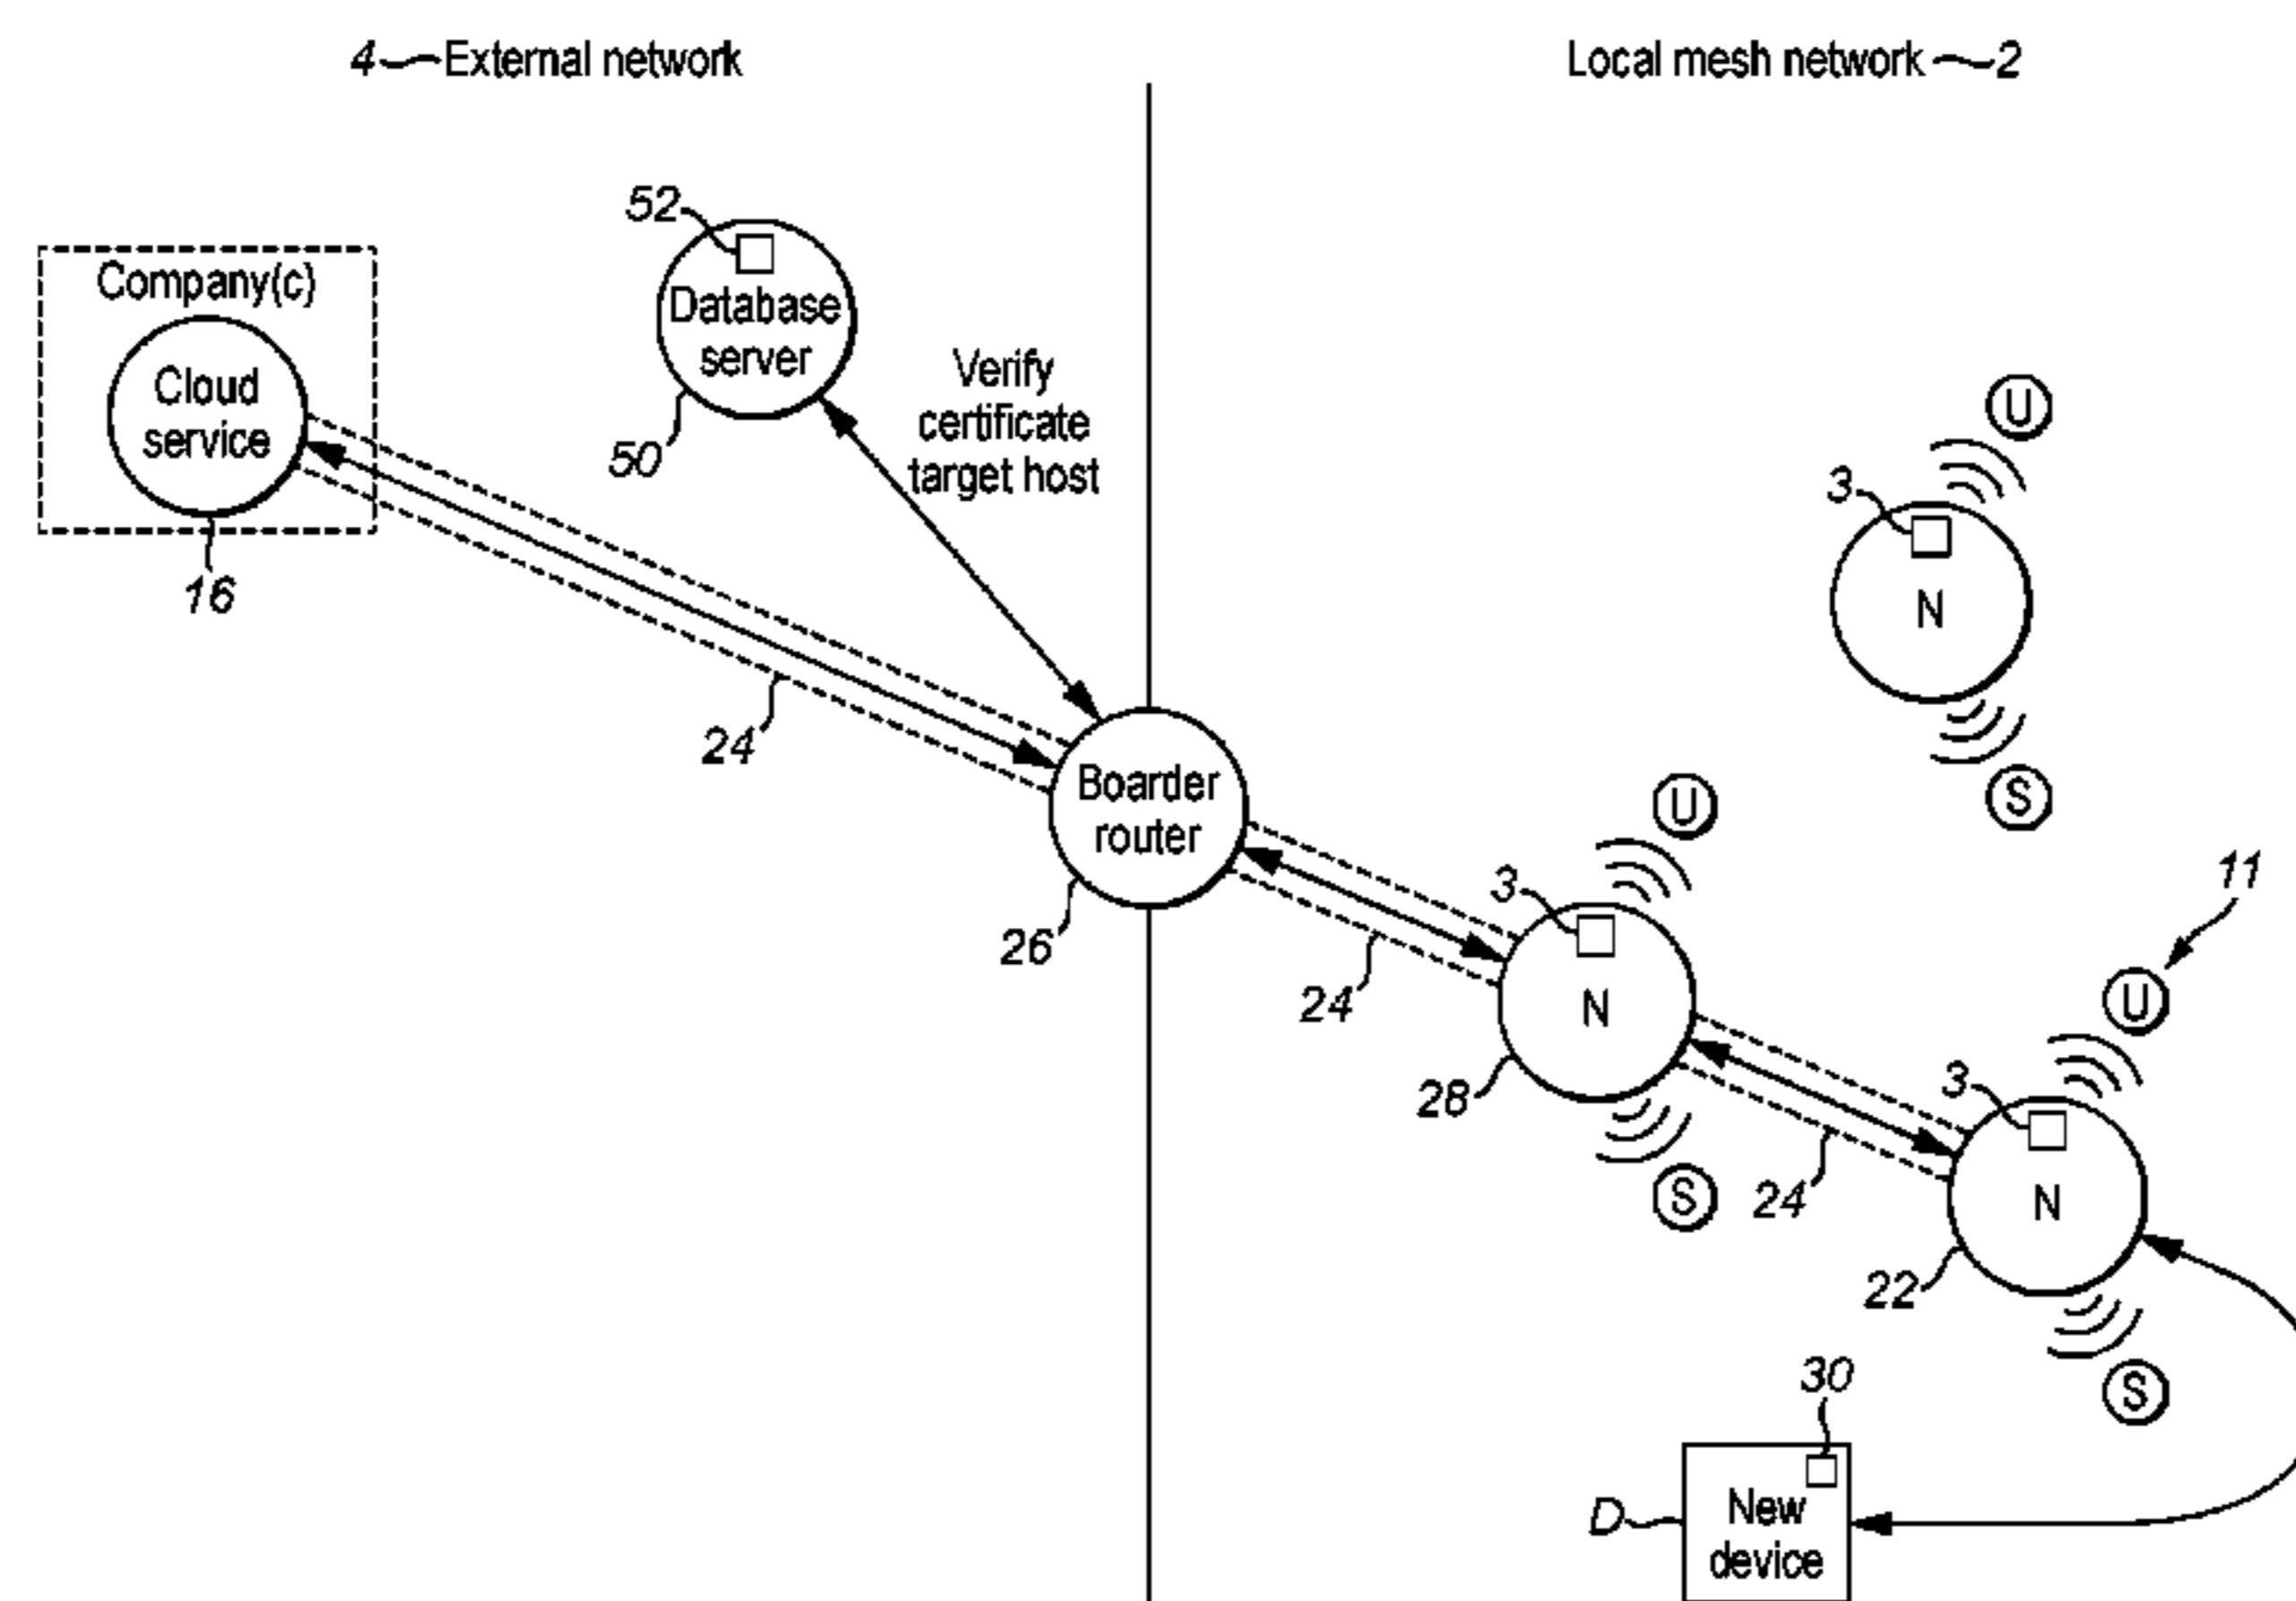 4 External network
Local mesh network 2
52
Company(c)
Cloud
service
16
Database
server
50
Verify
certificate
target host
24
U
3
N
S
Boarder
router
26
U
3
N
28
S
24
11
U
3
N
22
S
24
30
D
New
device